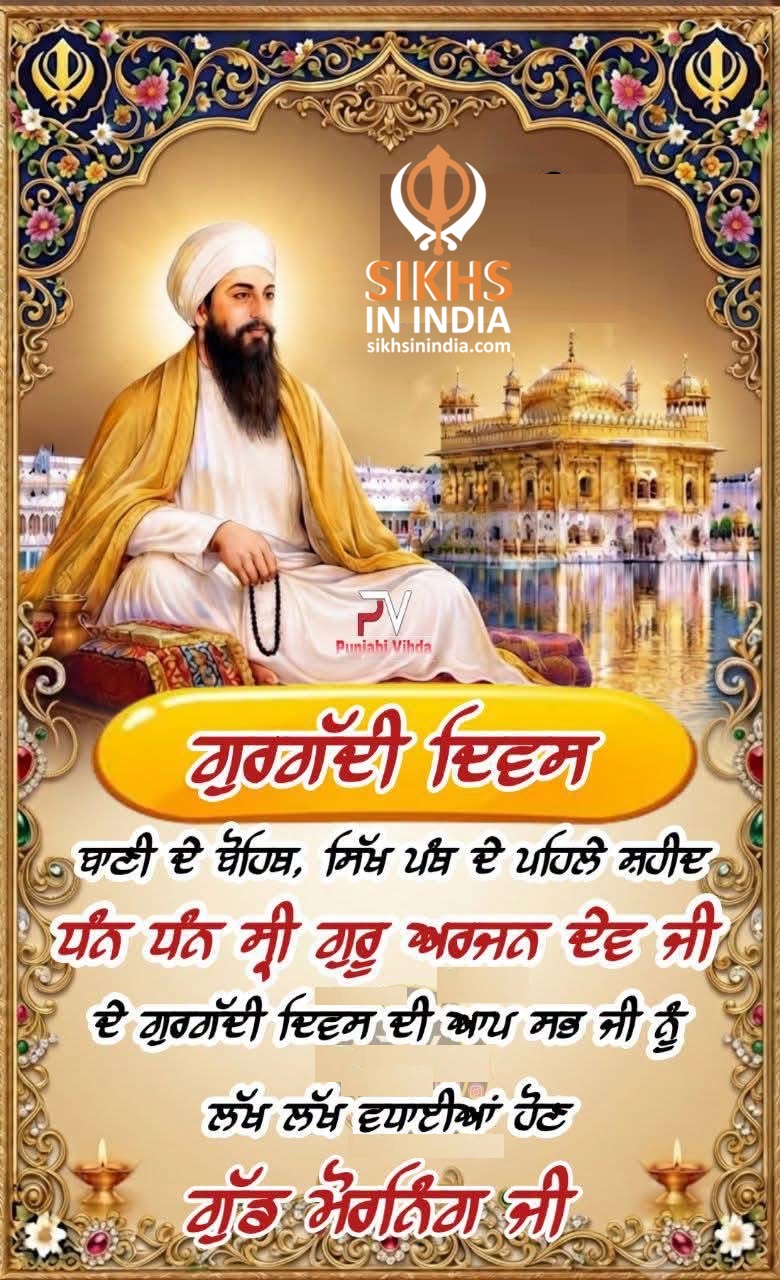 SIKHS
IN INDIA
sikhsinindia.com
PV
Punjabi Vihda
ਗੁਰਗੱਦੀ ਦਿਵਸ
ਬਾਣੀ ਦੇ ਬੋਹਿਥ, ਸਿੱਖ ਪੰਥ ਦੇ ਪਹਿਲੇ ਸ਼ਹੀਦ
ਧੰਨ ਧੰਨ ਸ੍ਰੀ ਗੁਰੂ ਅਰਜਨ ਦੇਵ ਜੀ
ਦੇ ਗੁਰਗੱਦੀ ਦਿਵਸ ਦੀ ਆਪ ਸਭ ਜੀ ਨੂੰ
ਲੱਖ ਲੱਖ ਵਧਾਈਆਂ ਹੋਣ
ਗੁੱਡ ਮੋਰਨਿੰਗ ਜੀ